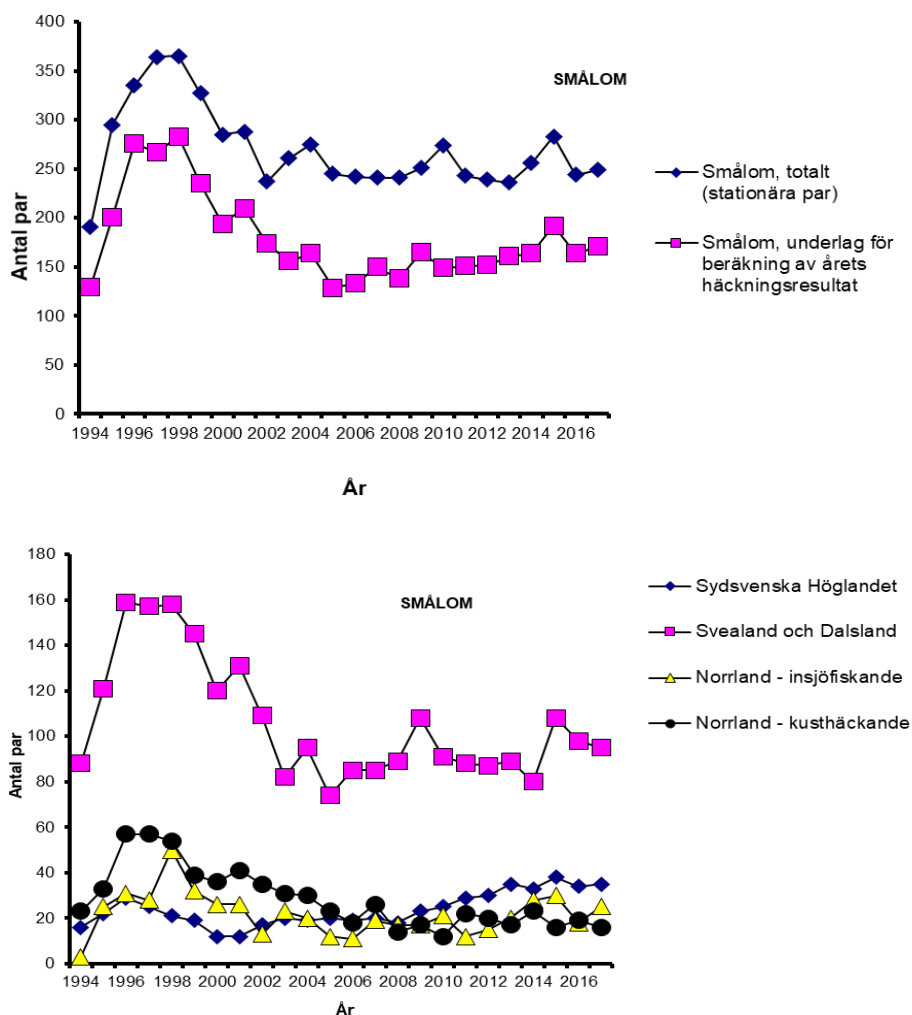 400
350
300
250
200
150
100
50
0
Antal par
SMÅLOM
1994 1996 1998 2000 2002 2004 2006 2008 2010 2012 2014 2016
År
Smålom, totalt
(stationära par)
Smålom, underlag för
beräkning av årets
häckningsresultat
180
160
140
120
100
80
60
40
20
0
Antal par
SMÅLOM
1994 1996 1998 2000 2002 2004 2006 2008 2010 2012 2014 2016
År
Sydsvenska Höglandet
Svealand och Dalsland
Norrland - insjöfiskande
Norrland - kusthäckande